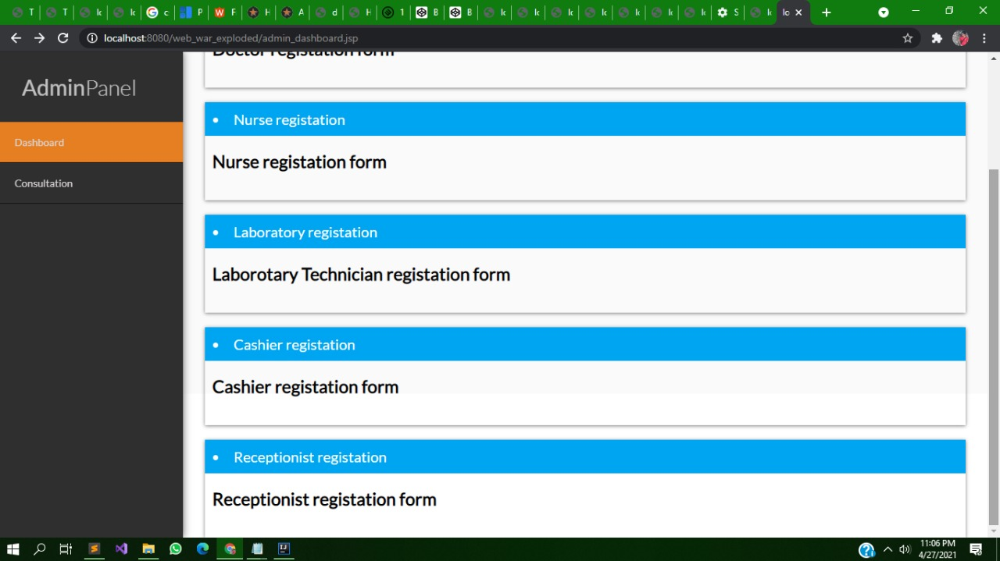 localhost:8080/web_war_exploded/admin_dashboard.jsp
AdminPanel
Dashboard
Consultation
Doctor registation form
• Nurse registation
Nurse registation form
• Laboratory registation
Laborotary Technician registation form
• Cashier registation
Cashier registation form
• Receptionist registation
Receptionist registation form
11:06 PM
4/27/2021